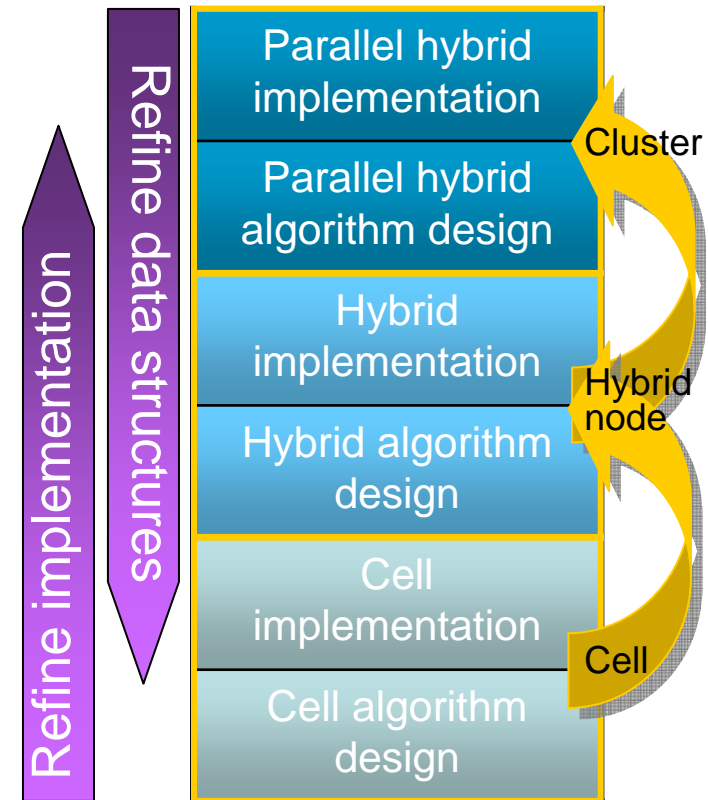 Refine implementation
Refine data structures
Parallel hybrid
implementation
Parallel hybrid
algorithm design
Hybrid
implementation
Hybrid algorithm
design
Cell
implementation
Cell algorithm
design
Cluster
Hybrid
node
Cell